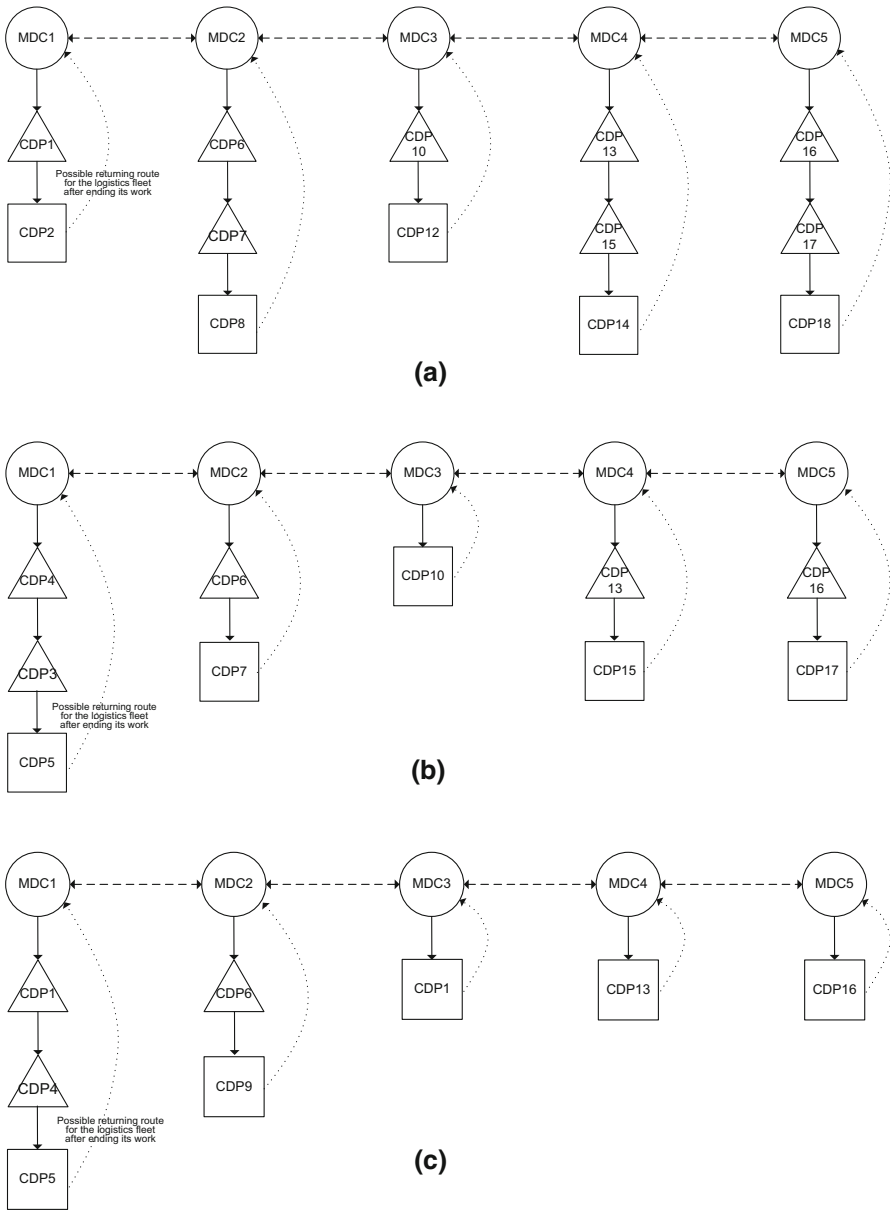 MDC1
MDC2
MDC3
MDC4
MDC5
CDP1
CDP6
CDP
10
CDP
13
CDP
16
Possible returning route
for the logistics fleet
after ending its work
CDP2
CDP7
CDP12
CDP
15
CDP
17
CDP8
CDP14
CDP18
(a)
MDC1
MDC2
MDC3
MDC4
MDC5
CDP4
CDP6
CDP10
CDP
13
CDP
16
CDP3
CDP7
CDP15
CDP17
Possible returning route
for the logistics fleet
after ending its work
CDP5
(b)
MDC1
MDC2
MDC3
MDC4
MDC5
CDP1
CDP6
CDP1
CDP13
CDP16
CDP4
CDP9
Possible returning route
for the logistics fleet
after ending its work
CDP5
(c)